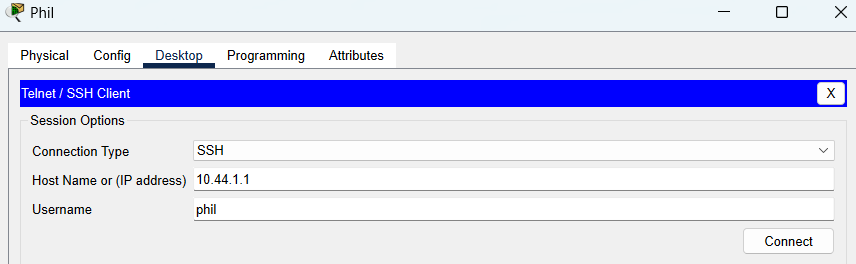 Phil
Physical Config Desktop Programming Attributes
Telnet / SSH Client X
Session Options
Connection Type SSH
Host Name or (IP address) 10.44.1.1
Username phil
Connect